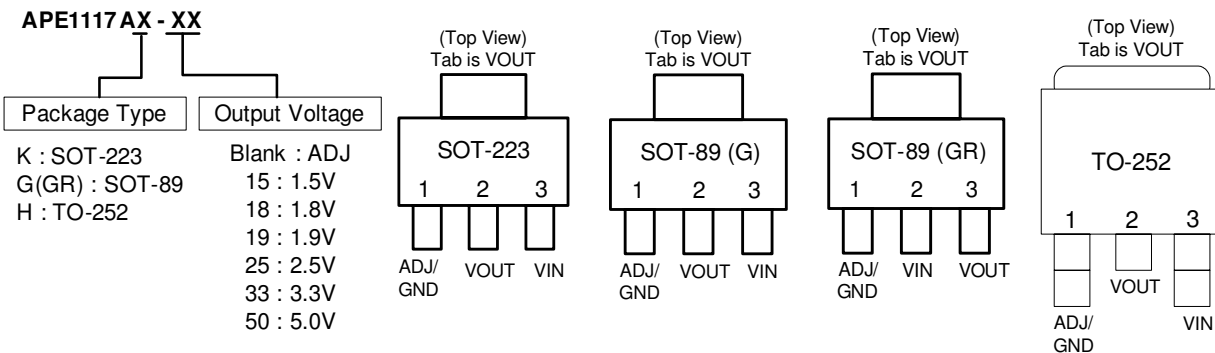 APE1117AX - XX
Package Type
Output Voltage
K : SOT-223
G(GR) : SOT-89
H : TO-252
Blank : ADJ
15 : 1.5V
18 : 1.8V
19 : 1.9V
25 : 2.5V
33 : 3.3V
50 : 5.0V
(Top View)
Tab is VOUT
SOT-223
1 2 3
ADJ/
GND
VOUT
VIN
(Top View)
Tab is VOUT
SOT-89 (G)
1 2 3
ADJ/
GND
VOUT
VIN
(Top View)
Tab is VOUT
SOT-89 (GR)
1 2 3
ADJ/
GND
VIN
VOUT
(Top View)
Tab is VOUT
TO-252
1 2 3
VOUT
ADJ/
GND
VIN